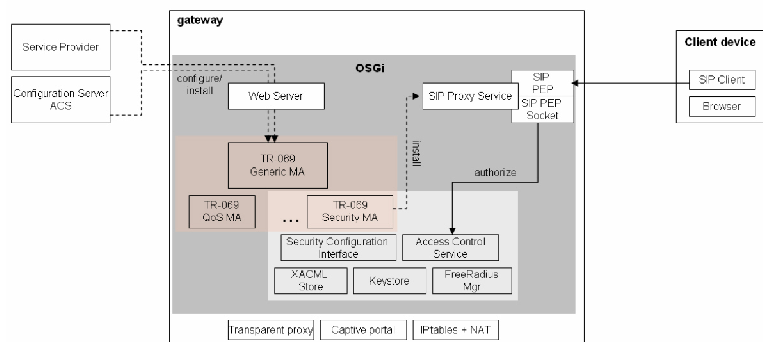 gateway
Service Provider
Configuration Server
ACS
configure/
install
OSGi
Web Server
SIP Proxy Service
SIP
PEP
SIP PEP
Socket
Client device
SIP Client
Browser
TR-069
Generic MA
install
authorize
TR-069
QoS MA
...
TR-069
Security MA
Security Configuration
Interface
Access Control
Service
XACML
Store
Keystore
FreeRadius
Mgr
Transparent proxy
Captive portal
IPtables + NAT